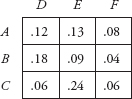 D E F
A .12 .13 .08
B .18 .09 .04
C .06 .24 .06